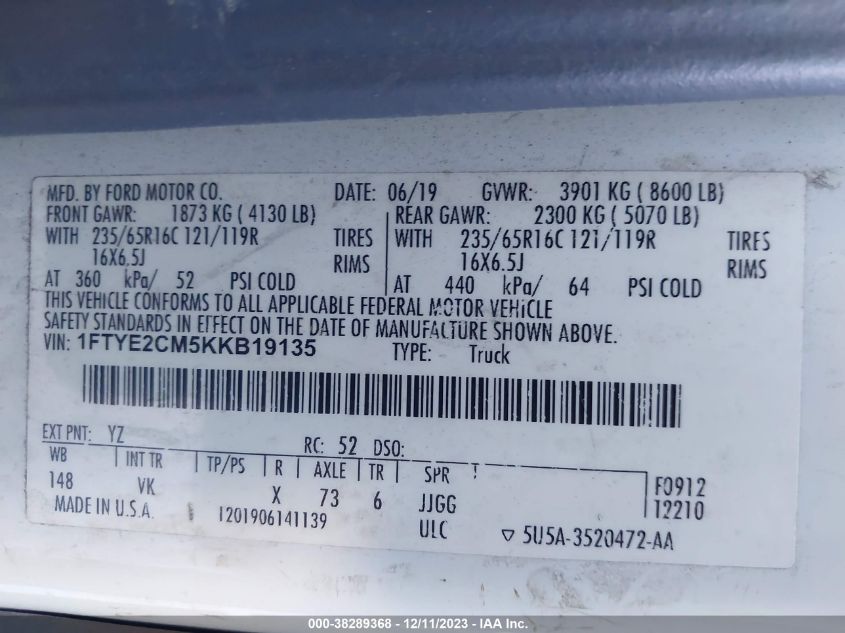 MFD. BY FORD MOTOR CO. DATE: 06/19 GVWR: 3901 KG ( 8600 LB)
FRONT GAWR: 1873 KG ( 4130 LB) REAR GAWR: 2300 KG ( 5070 LB)
WITH 235/65R16C 121/119R TIRES WITH 235/65R16C 121/119R TIRES
16X6.5J RIMS 16X6.5J RIMS
AT 360 kPa/ 52 PSI COLD AT 440 kPa/ 64 PSI COLD
THIS VEHICLE CONFORMS TO ALL APPLICABLE FEDERAL MOTOR VEHICLE
SAFETY STANDARDS IN EFFECT ON THE DATE OF MANUFACTURE SHOWN ABOVE.
VIN: 1FTYE2CM5KKB19135 TYPE: Truck
EXT PNT: YZ RC: 52 DSO:
WB INT TR TP/PS R AXLE TR SPR T F0912
148 VK X 73 6 JJGG 12210
MADE IN U.S.A. 1201906141139 ULC ▽ 5U5A-3520472-AA
000-38289368 - 12/11/2023 - IAA Inc.